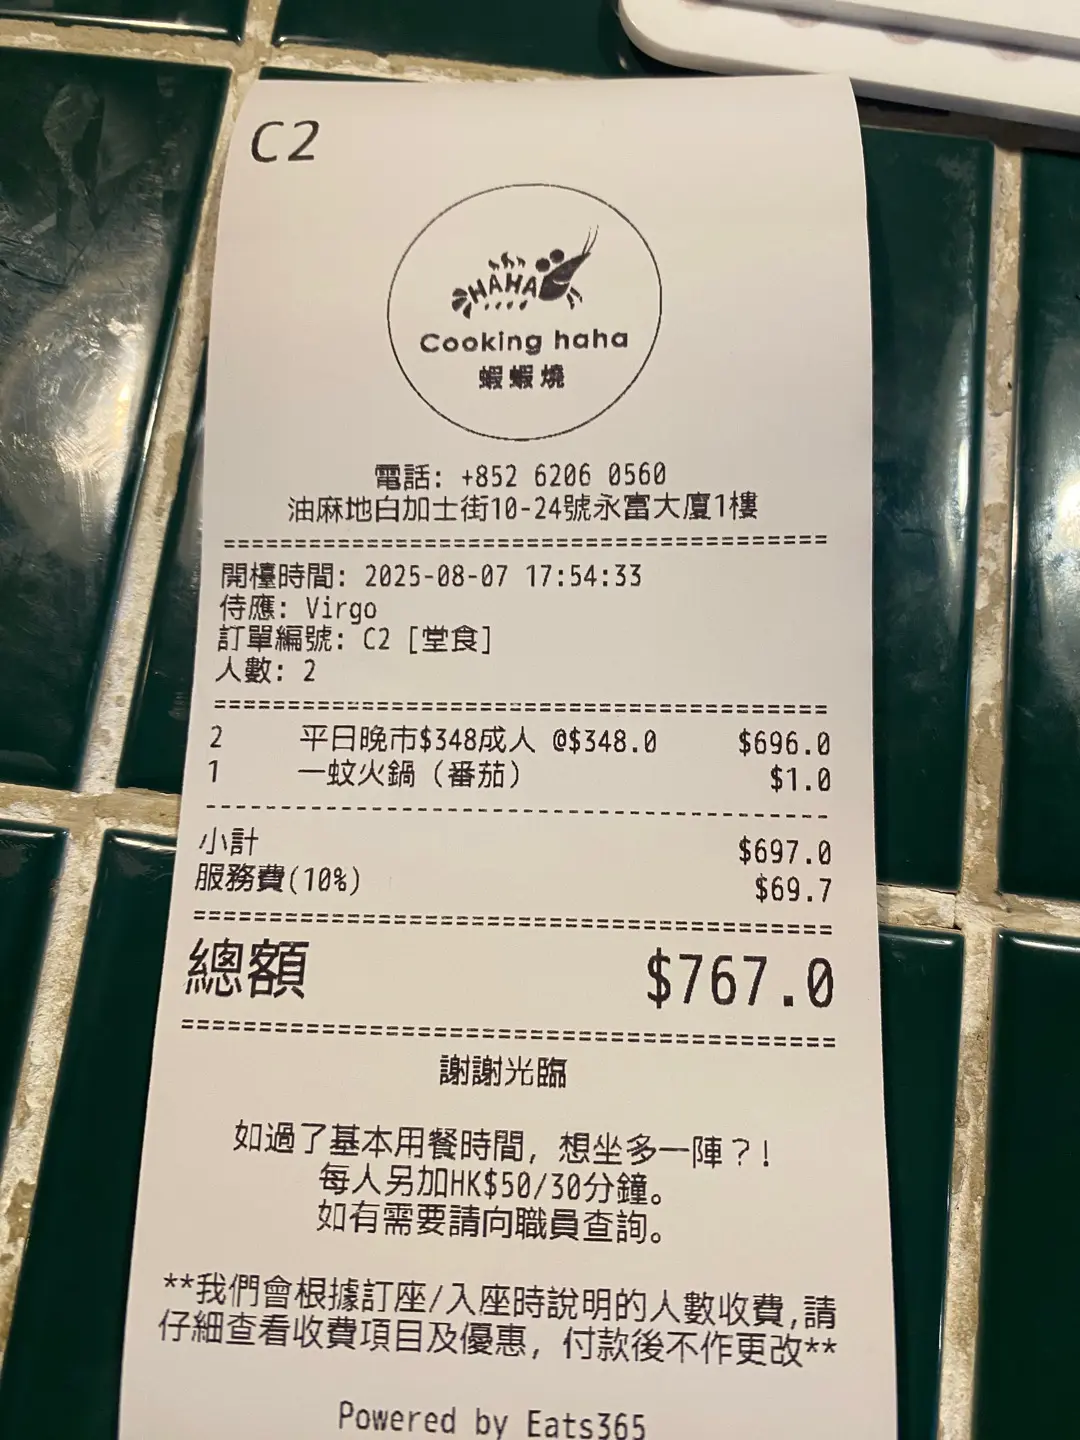 C2
HAHA
Cooking haha
蝦蝦燒
電話: +852 6206 0560
油麻地白加士街10-24號永富大廈1樓
===========================================
開檯時間: 2025-08-07 17:54:33
侍應: Virgo
訂單編號: C2 [堂食]
人數: 2
===========================================
2 平日晚市$348成人 @$348.0 $696.0
1 一蚊火鍋 (番茄) $1.0
-------------------------------------------
小計 $697.0
服務費(10%) $69.7
===========================================
總額 $767.0
===========================================
謝謝光臨
如過了基本用餐時間, 想坐多一陣?!
每人另加HK$50/30分鐘。
如有需要請向職員查詢。
**我們會根據訂座/入座時說明的人數收費,請
仔細查看收費項目及優惠, 付款後不作更改**
Powered by Eats365